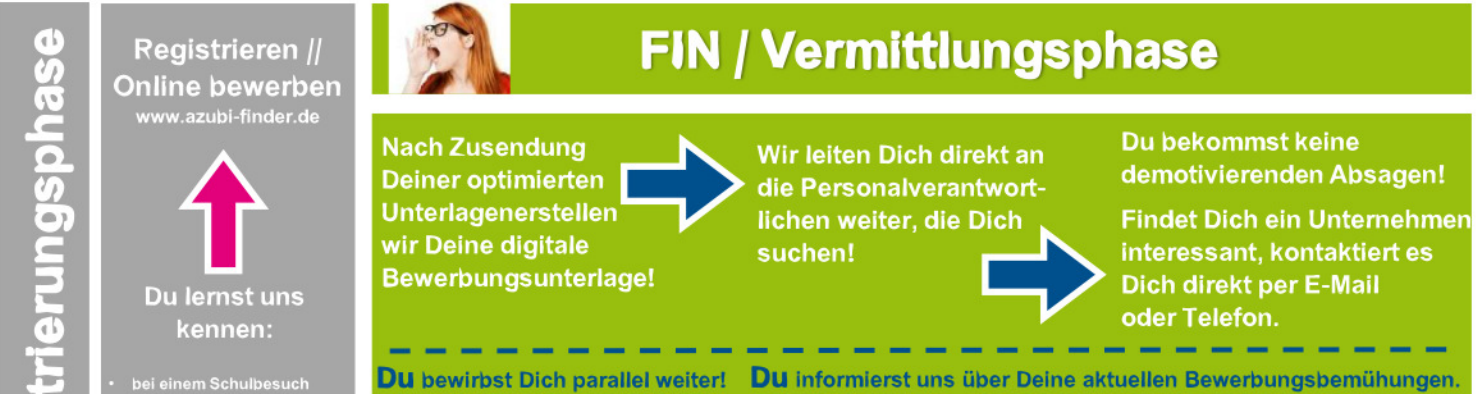 trierungsphase
Registrieren //
Online bewerben
www.azubi-finder.de
Du lernst uns
kennen:
• bei einem Schulbesuch
FIN / Vermittlungsphase
Nach Zusendung
Deiner optimierten
Unterlagenerstellen
wir Deine digitale
Bewerbungsunterlage!
Wir leiten Dich direkt an
die Personalverantwort-
lichen weiter, die Dich
suchen!
Du bekommst keine
demotivierenden Absagen!
Findet Dich ein Unternehmen
interessant, kontaktiert es
Dich direkt per E-Mail
oder Telefon.
Du bewirbst Dich parallel weiter! Du informierst uns über Deine aktuellen Bewerbungsbemühungen.